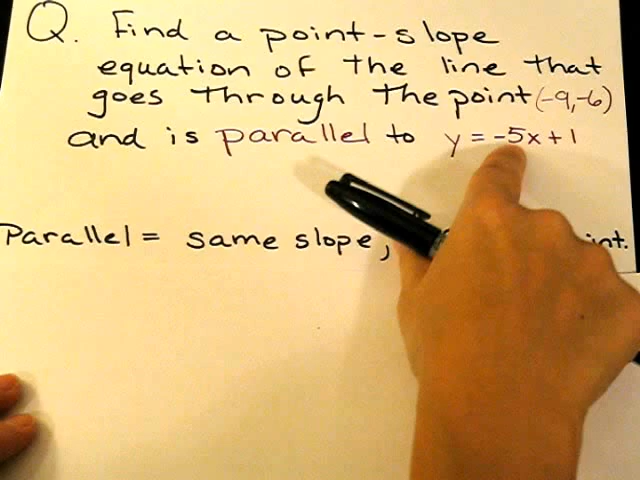 Q. Find a point-slope
equation of the line that
goes through the point (-9,-6)
and is parallel to y = -5x + 1
Parallel = same slope,